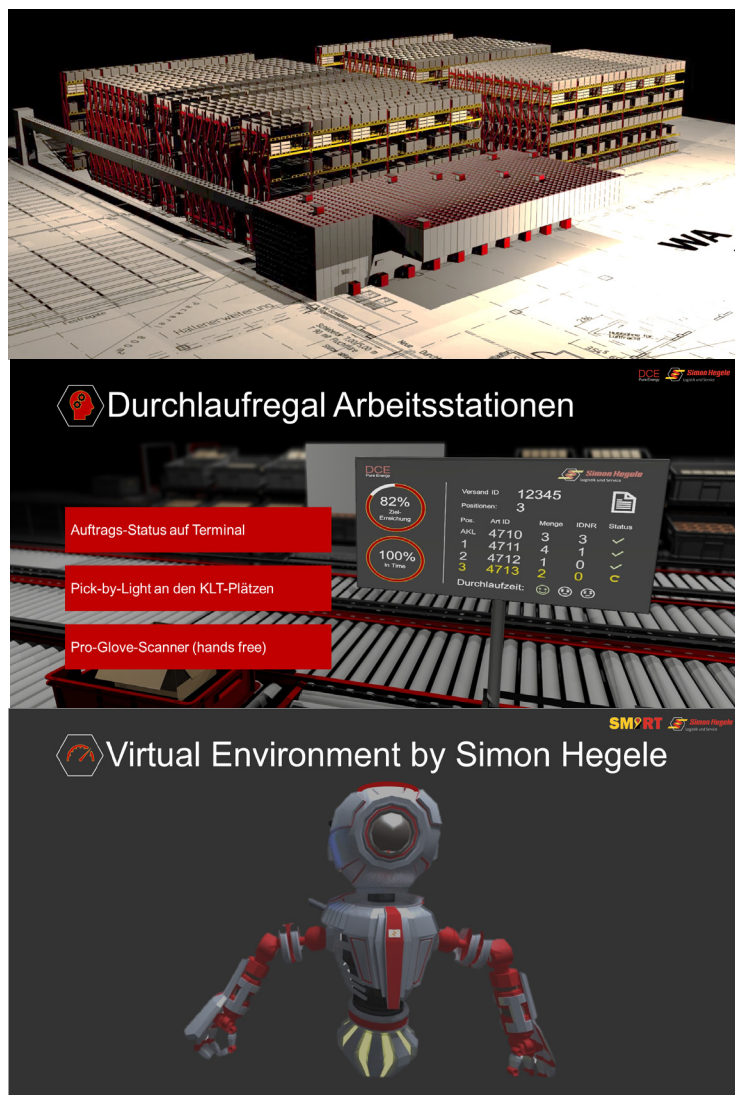 WA
Hallenerweiterung
DCE
Pure Energy
Simon Hegele
Logistik und Service
Durchlaufregal Arbeitsstationen
Auftrags-Status auf Terminal
Pick-by-Light an den KLT-Plätzen
Pro-Glove-Scanner (hands free)
DCE
Pure Energy
Simon Hegele
Logistik und Service
82%
Ziel-
Erreichung
100%
In Time
Versand ID 12345
Positionen: 3
Pos. Art ID Menge IDNR Status
AKL 4710 3 3
1 4711 4 1
2 4712 1 0
3 4713 2 0
Durchlaufzeit:
SMART
Simon Hegele
Logistik und Service
Virtual Environment by Simon Hegele